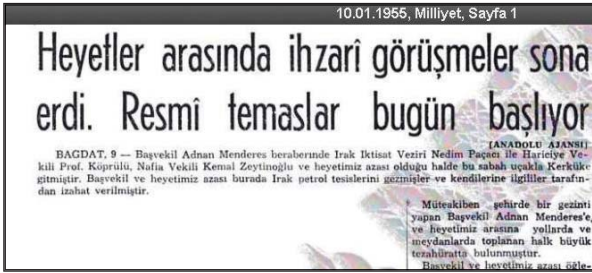 10.01.1955, Milliyet, Sayfa 1
Heyetler arasında ihzarî görüşmeler sona
erdi. Resmî temaslar bugün başlıyor
[ANADOLU AJANSI]
BAGDAT, 9 — Başvekil Adnan Menderes beraberinde Irak Iktisat Veziri Nedim Paçacı ile Hariciye Ve-
kili Prof. Köprülü, Nafia Vekili Kemal Zeytinoğlu ve heyetimiz azası olduğu halde bu sabah uçakla Kerküke
gitmiştir. Başvekil ve heyetimiz azası burada Irak petrol tesislerini gezmişler ve kendilerine ilgililer tarafın-
dan izahat verilmiştir.
Müteakiben şehirde bir gezinti
yapan Başvekil Adnan Menderes'e
ve heyetimiz arasına yollarda ve
meydanlarda toplanan halk büyük
tezahüratta bulunmuştur.
Başvekil ve heyetimiz azası öğle-